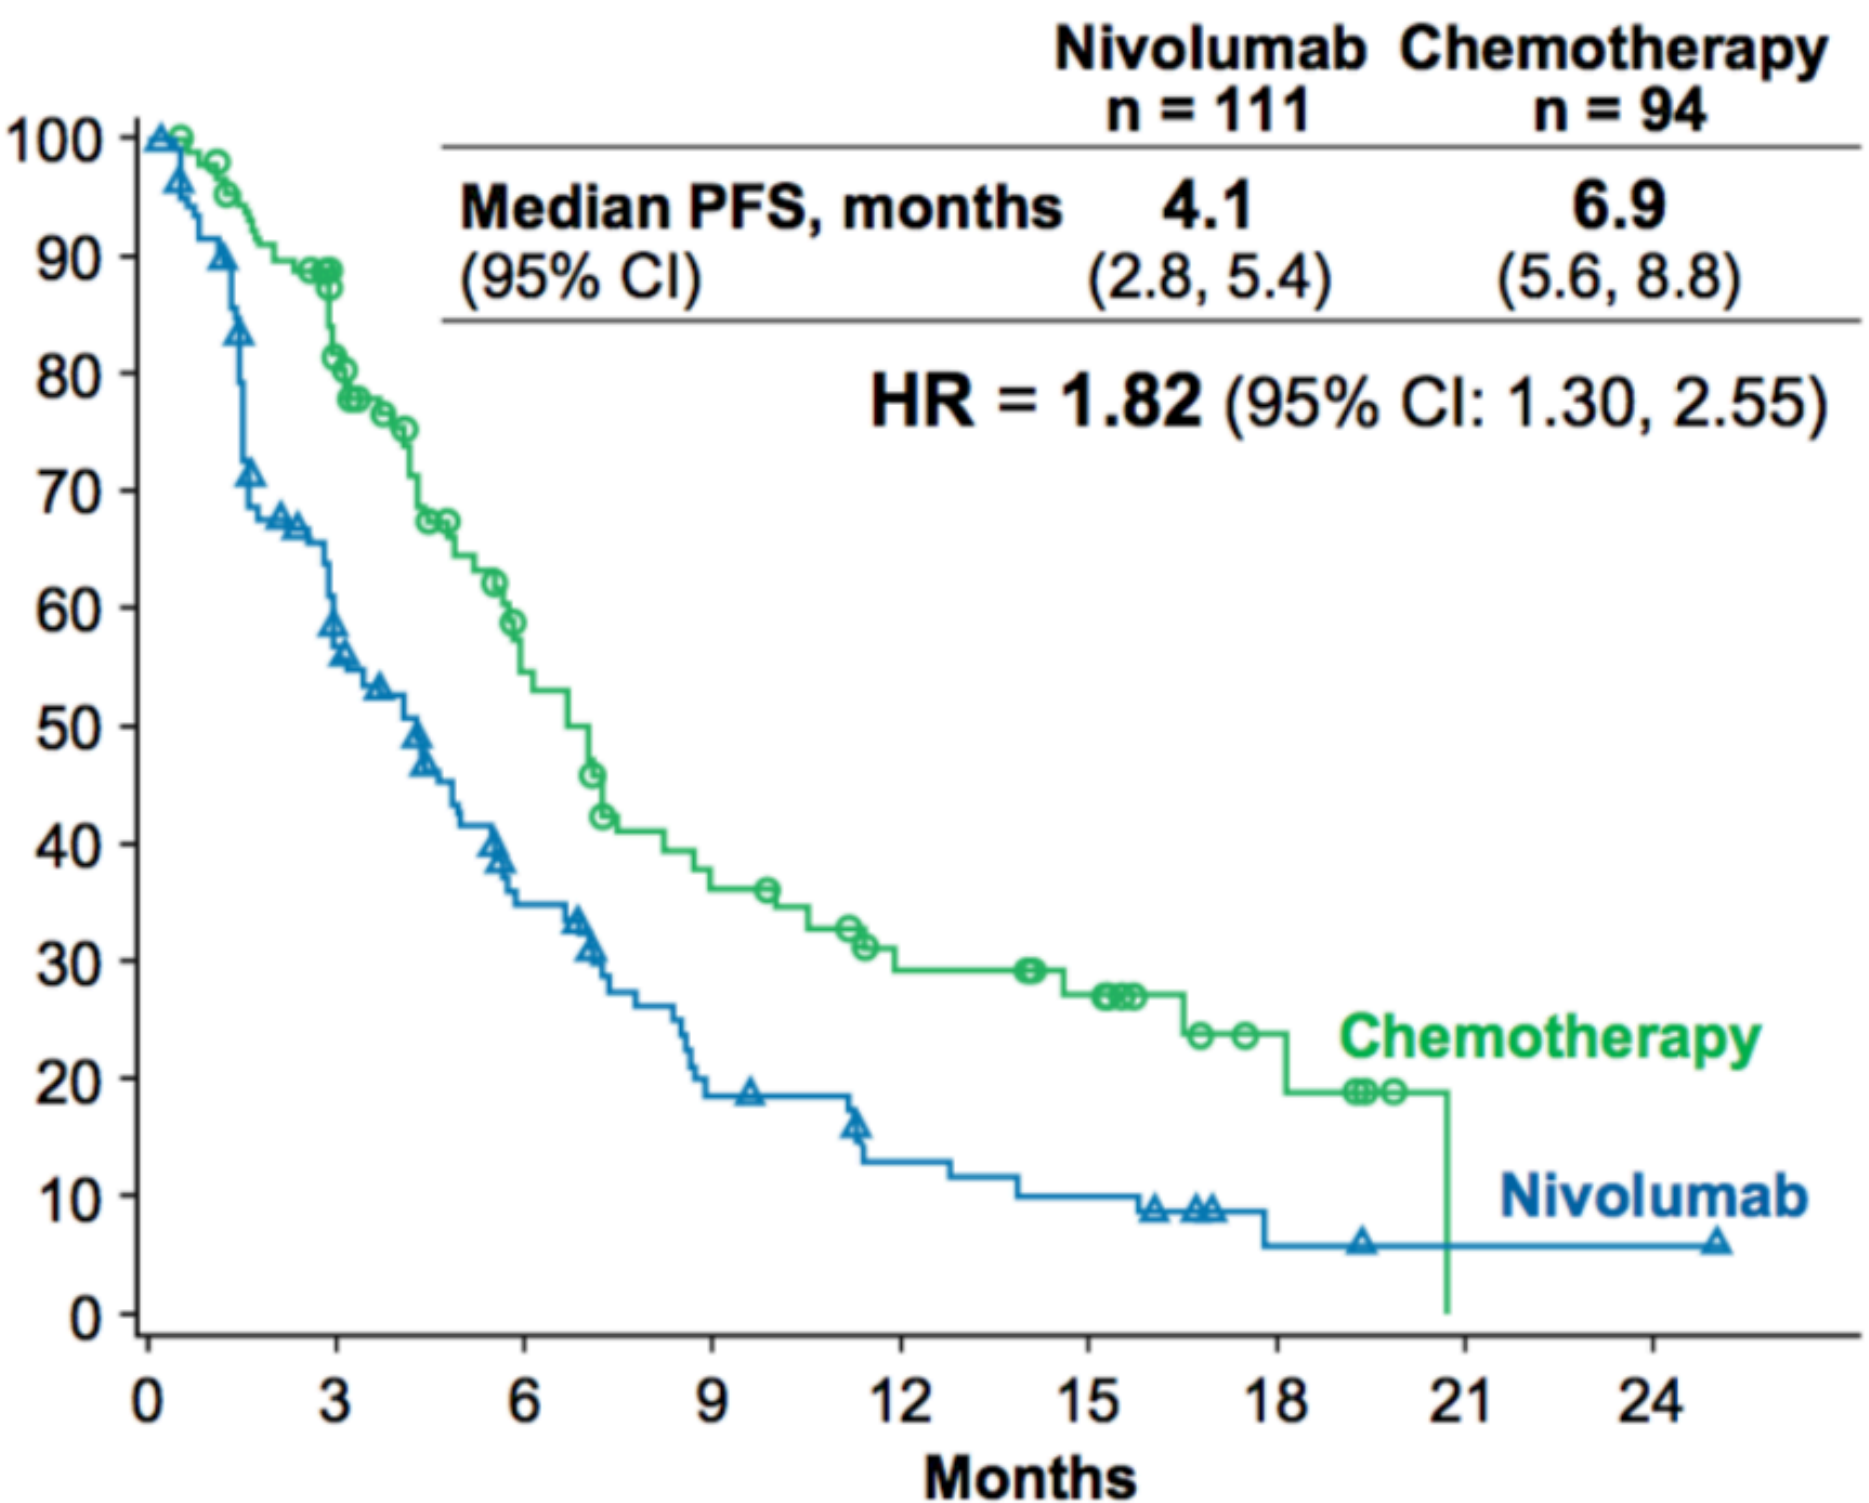 Nivolumab Chemotherapy
n = 111 n = 94
Median PFS, months 4.1 6.9
(95% CI) (2.8, 5.4) (5.6, 8.8)
HR = 1.82 (95% CI: 1.30, 2.55)
100
90
80
70
60
50
40
30
20
10
0
Chemotherapy
Nivolumab
0 3 6 9 12 15 18 21 24
Months